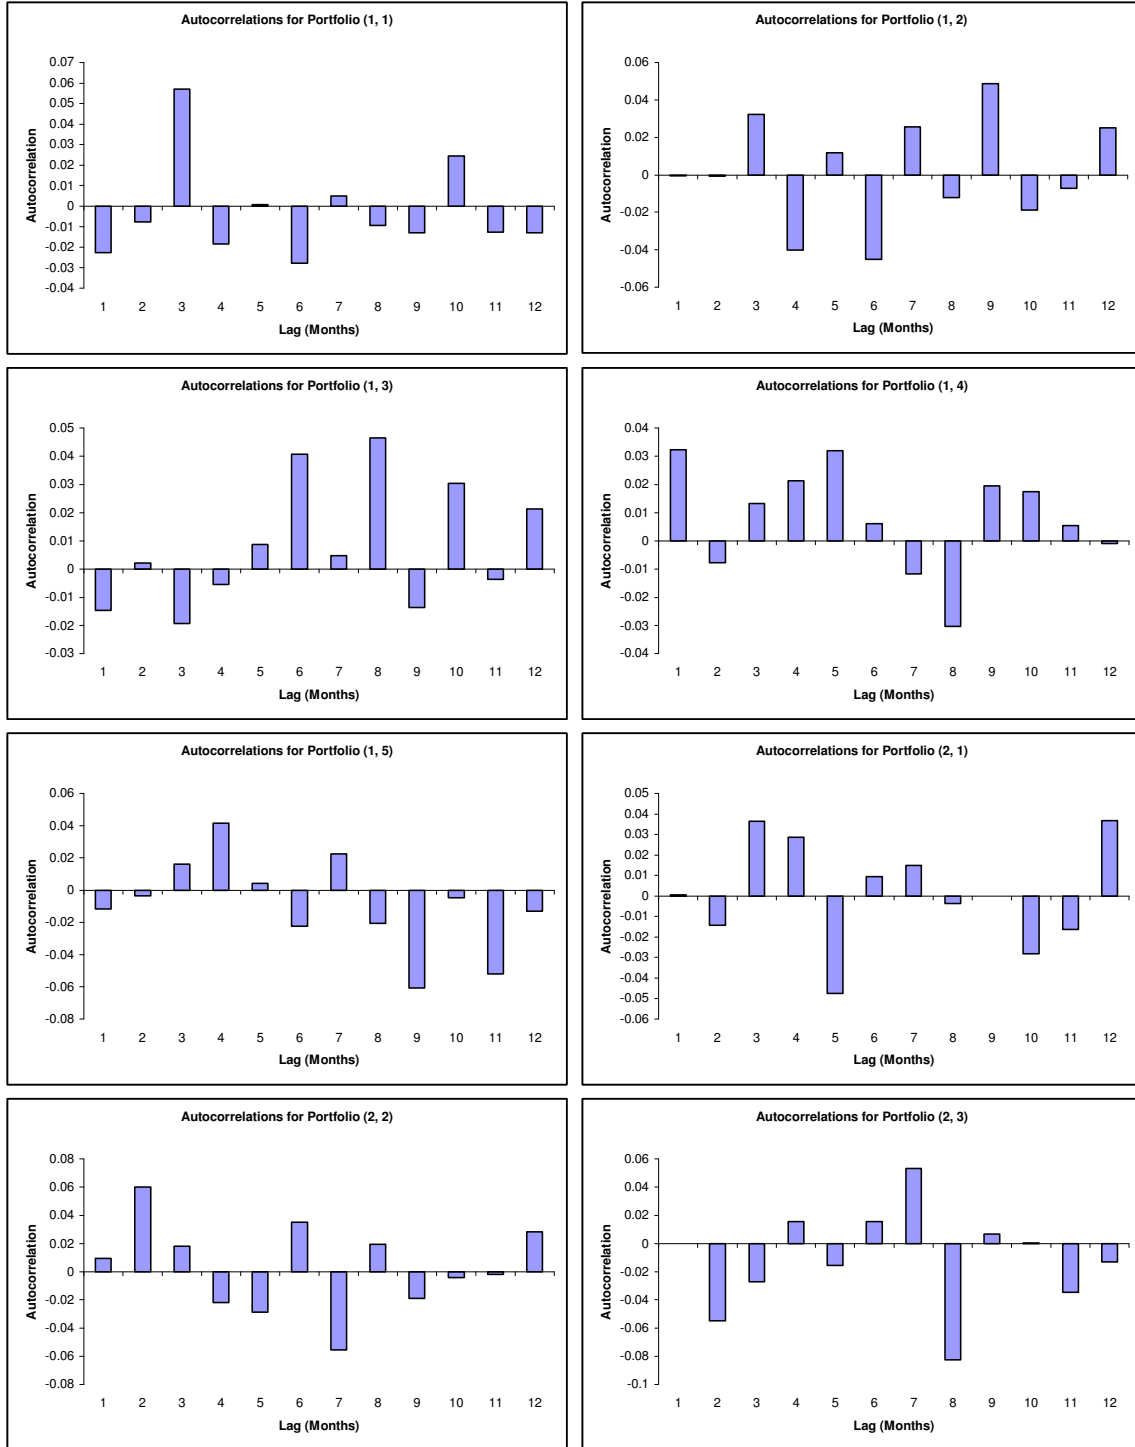 Autocorrelations for Portfolio (1, 1)
0.07
0.06
0.05
0.04
0.03
0.02
0.01
0
-0.01
-0.02
-0.03
-0.04
Autocorrelation
1 2 3 4 5 6 7 8 9 10 11 12
Lag (Months)
Autocorrelations for Portfolio (1, 2)
0.06
0.04
0.02
0
-0.02
-0.04
-0.06
Autocorrelation
1 2 3 4 5 6 7 8 9 10 11 12
Lag (Months)
Autocorrelations for Portfolio (1, 3)
0.05
0.04
0.03
0.02
0.01
0
-0.01
-0.02
-0.03
Autocorrelation
1 2 3 4 5 6 7 8 9 10 11 12
Lag (Months)
Autocorrelations for Portfolio (1, 4)
0.04
0.03
0.02
0.01
0
-0.01
-0.02
-0.03
-0.04
Autocorrelation
1 2 3 4 5 6 7 8 9 10 11 12
Lag (Months)
Autocorrelations for Portfolio (1, 5)
0.06
0.04
0.02
0
-0.02
-0.04
-0.06
-0.08
Autocorrelation
1 2 3 4 5 6 7 8 9 10 11 12
Lag (Months)
Autocorrelations for Portfolio (2, 1)
0.05
0.04
0.03
0.02
0.01
0
-0.01
-0.02
-0.03
-0.04
-0.05
-0.06
Autocorrelation
1 2 3 4 5 6 7 8 9 10 11 12
Lag (Months)
Autocorrelations for Portfolio (2, 2)
0.08
0.06
0.04
0.02
0
-0.02
-0.04
-0.06
-0.08
Autocorrelation
1 2 3 4 5 6 7 8 9 10 11 12
Lag (Months)
Autocorrelations for Portfolio (2, 3)
0.06
0.04
0.02
0
-0.02
-0.04
-0.06
-0.08
-0.1
Autocorrelation
1 2 3 4 5 6 7 8 9 10 11 12
Lag (Months)